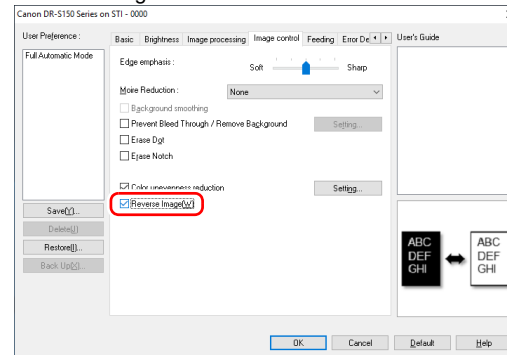 Canon DR-S150 Series on STI - 0000
User Preference :
Full Automatic Mode
Save(Y)...
Delete(J)
Restore(I)...
Basic Brightness Image processing Image control Feeding Error De
Edge emphasis :
Soft Sharp
Moire Reduction :
None
Background smoothing
Prevent Bleed Through / Remove Background Setting...
Erase Dot
Erase Notch
Color unevenness reduction Setting...
Reverse Image(W)
User's Guide
ABC
DEF
GHI
ABC
DEF
GHI
OK Cancel Default Help